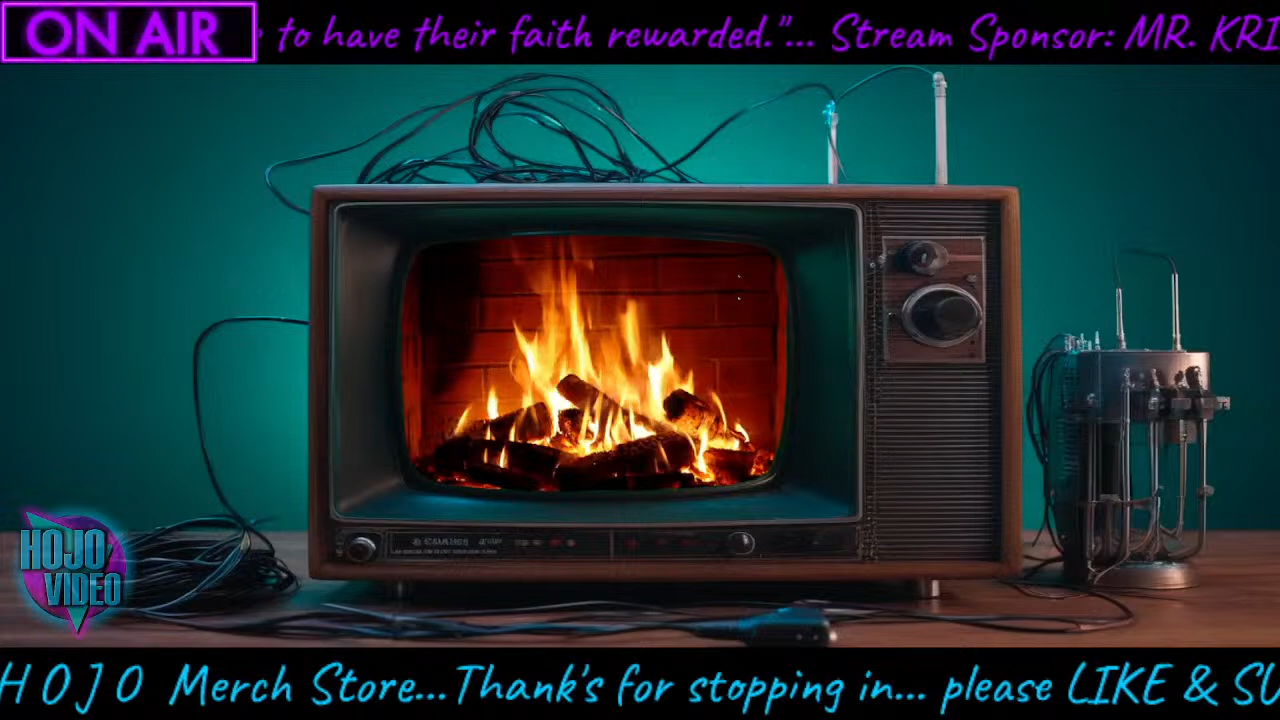 ON AIR
to have their faith rewarded."... Stream Sponsor: MR. KRI
HOJO
VIDEO
HOJO Merch Store...Thank's for stopping in... please LIKE & SU